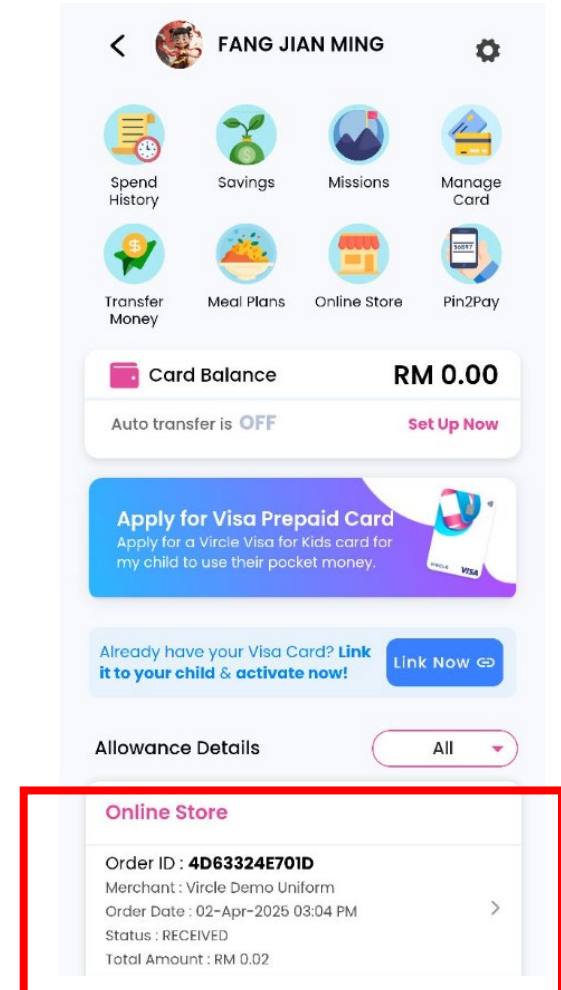 FANG JIAN MING
Spend
History
Savings
Missions
Manage
Card
Transfer
Money
Meal Plans
Online Store
Pin2Pay
Card Balance
RM 0.00
Auto transfer is OFF
Set Up Now
Apply for Visa Prepaid Card
Apply for a Vircle Visa for Kids card for
my child to use their pocket money.
VIRCLE VISA
Already have your Visa Card? Link
it to your child & activate now!
Link Now
Allowance Details
All
Online Store
Order ID : 4D63324E701D
Merchant : Vircle Demo Uniform
Order Date : 02-Apr-2025 03:04 PM
Status : RECEIVED
Total Amount : RM 0.02